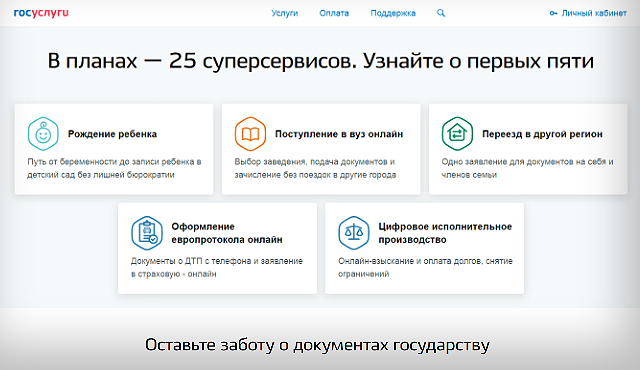 госуслуги
Услуги Оплата Поддержка Личный кабинет
В планах — 25 суперсервисов. Узнайте о первых пяти
Рождение ребенка
Путь от беременности до записи ребенка в
детский сад без лишней бюрократии
Поступление в вуз онлайн
Выбор заведения, подача документов и
зачисление без поездок в другие города
Переезд в другой регион
Одно заявление для документов на себя и
членов семьи
Оформление
европротокола онлайн
Документы о ДТП с телефона и заявление
в страховую - онлайн
Цифровое исполнительное
производство
Онлайн-взыскание и оплата долгов, снятие
ограничений
Оставьте заботу о документах государству